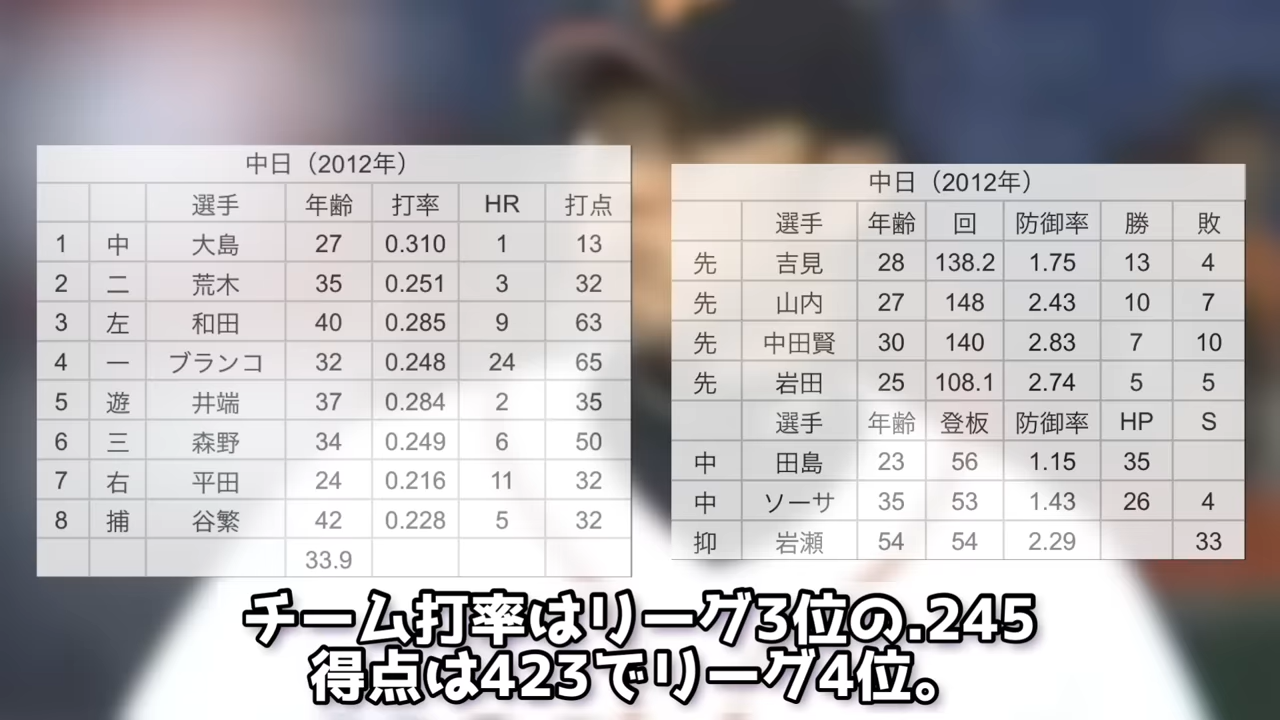 中日（2012年）
選手 年齢 打率 HR 打点
1 中 大島 27 0.310 1 13
2 二 荒木 35 0.251 3 32
3 左 和田 40 0.285 9 63
4 一 ブランコ 32 0.248 24 65
5 遊 井端 37 0.284 2 35
6 三 森野 34 0.249 6 50
7 右 平田 24 0.216 11 32
8 捕 谷繁 42 0.228 5 32
33.9
中日（2012年）
選手 年齢 回 防御率 勝 敗
先 吉見 28 138.2 1.75 13 4
先 山内 27 148 2.43 10 7
先 中田賢 30 140 2.83 7 10
先 岩田 25 108.1 2.74 5 5
選手 年齢 登板 防御率 HP S
中 田島 23 56 1.15 35
中 ソーサ 35 53 1.43 26 4
抑 岩瀬 54 54 2.29 33
チーム打率はリーグ3位の.245
得点は423でリーグ4位。